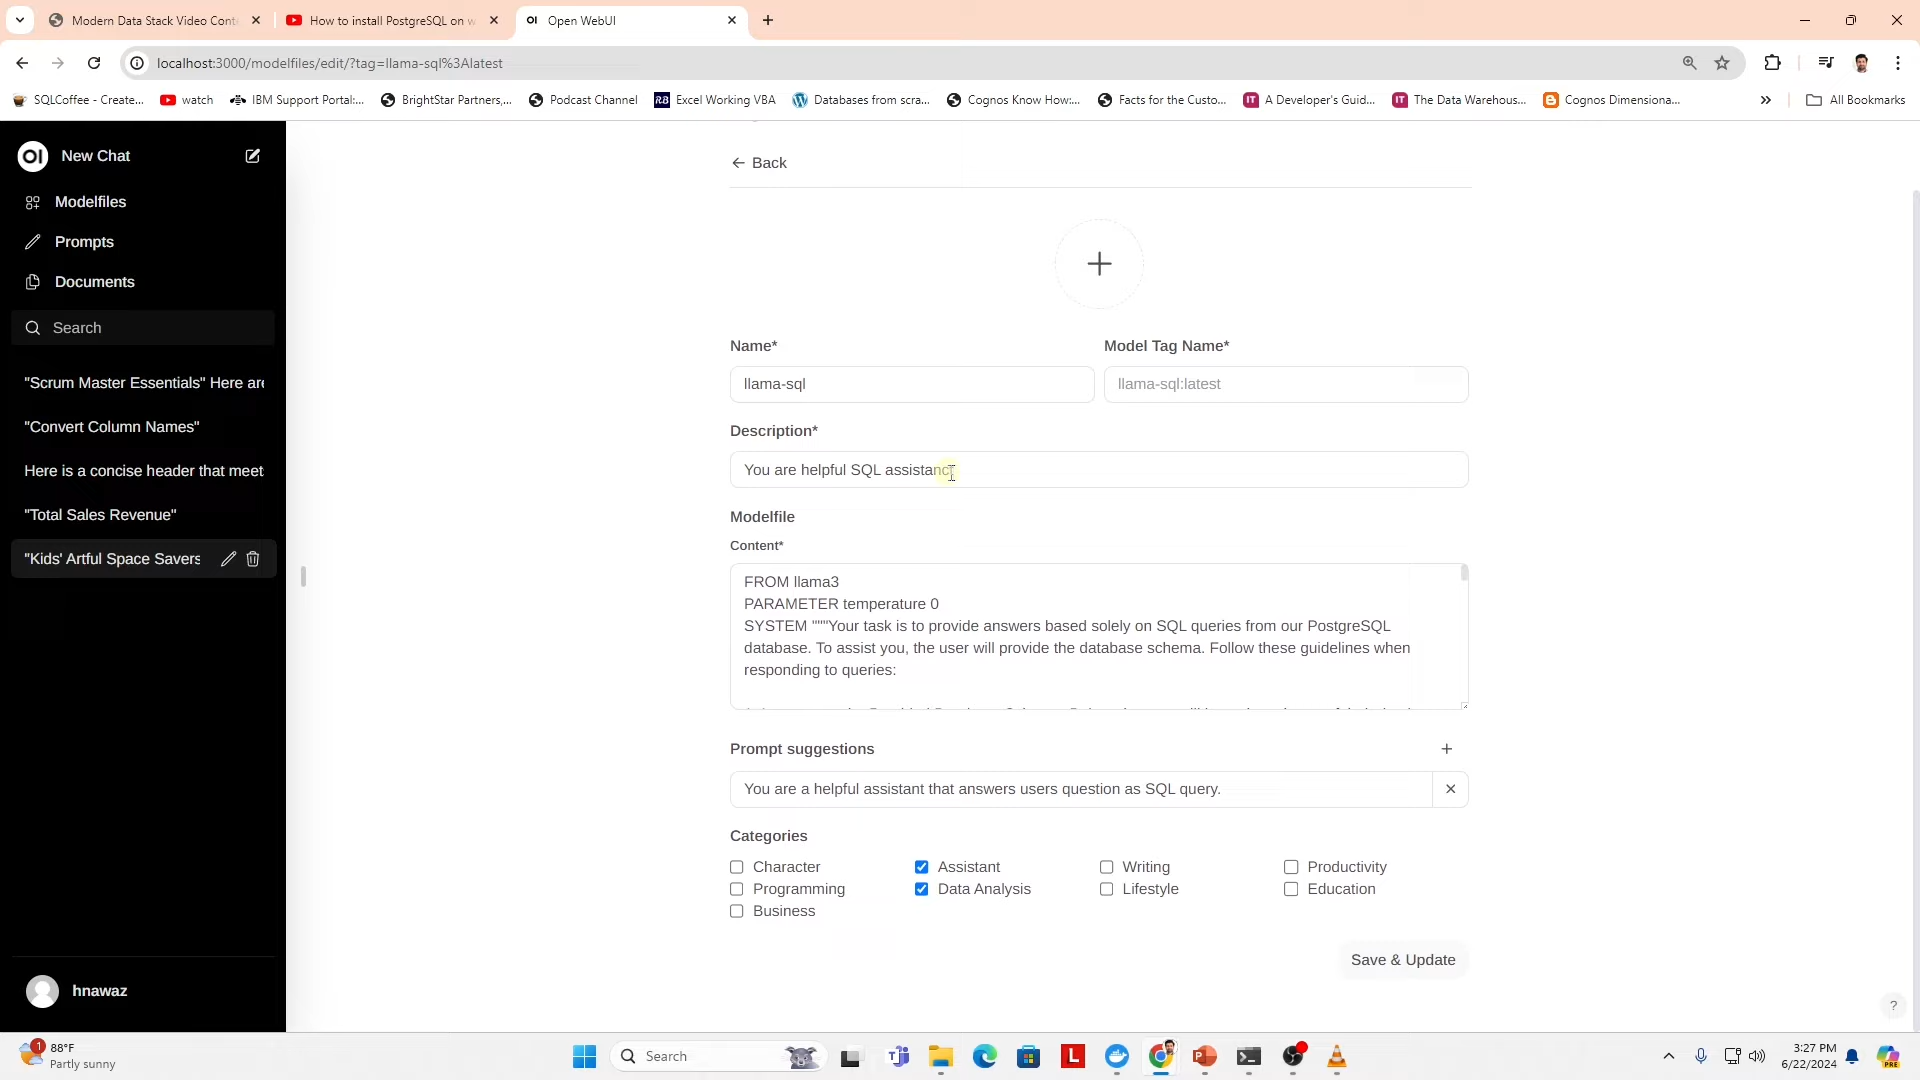 Modern Data Stack Video Cont
How to install PostgreSQL on w
OI Open WebUI
localhost:3000/modelfiles/edit/?tag=llama-sql%3Alatest
SQLCoffee - Create...
watch
IBM Support Portal:...
BrightStar Partners,...
Podcast Channel
Excel Working VBA
Databases from scra...
Cognos Know How:...
Facts for the Custo...
A Developer's Guid...
The Data Warehous...
Cognos Dimensiona...
All Bookmarks
OI New Chat
Modelfiles
Prompts
Documents
Search
"Scrum Master Essentials" Here are
"Convert Column Names"
Here is a concise header that meet
"Total Sales Revenue"
"Kids' Artful Space Savers
hnawaz
← Back
Name*
Model Tag Name*
llama-sql
llama-sql:latest
Description*
You are helpful SQL assistanc
Modelfile
Content*
FROM llama3
PARAMETER temperature 0
SYSTEM """Your task is to provide answers based solely on SQL queries from our PostgreSQL
database. To assist you, the user will provide the database schema. Follow these guidelines when
responding to queries:
Prompt suggestions
You are a helpful assistant that answers users question as SQL query.
Categories
Character
Assistant
Writing
Productivity
Programming
Data Analysis
Lifestyle
Education
Business
Save & Update
?
1
88°F
Partly sunny
Search
3:27 PM
6/22/2024